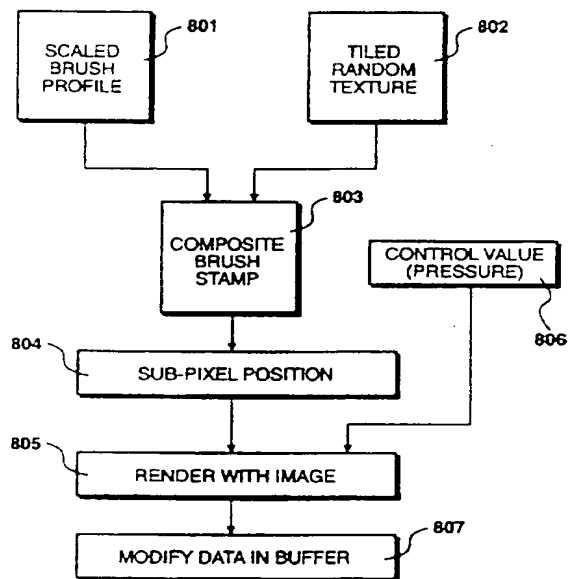 801
SCALED
BRUSH
PROFILE
802
TILED
RANDOM
TEXTURE
803
COMPOSITE
BRUSH
STAMP
CONTROL VALUE
(PRESSURE)
806
804
SUB-PIXEL POSITION
805
RENDER WITH IMAGE
807
MODIFY DATA IN BUFFER